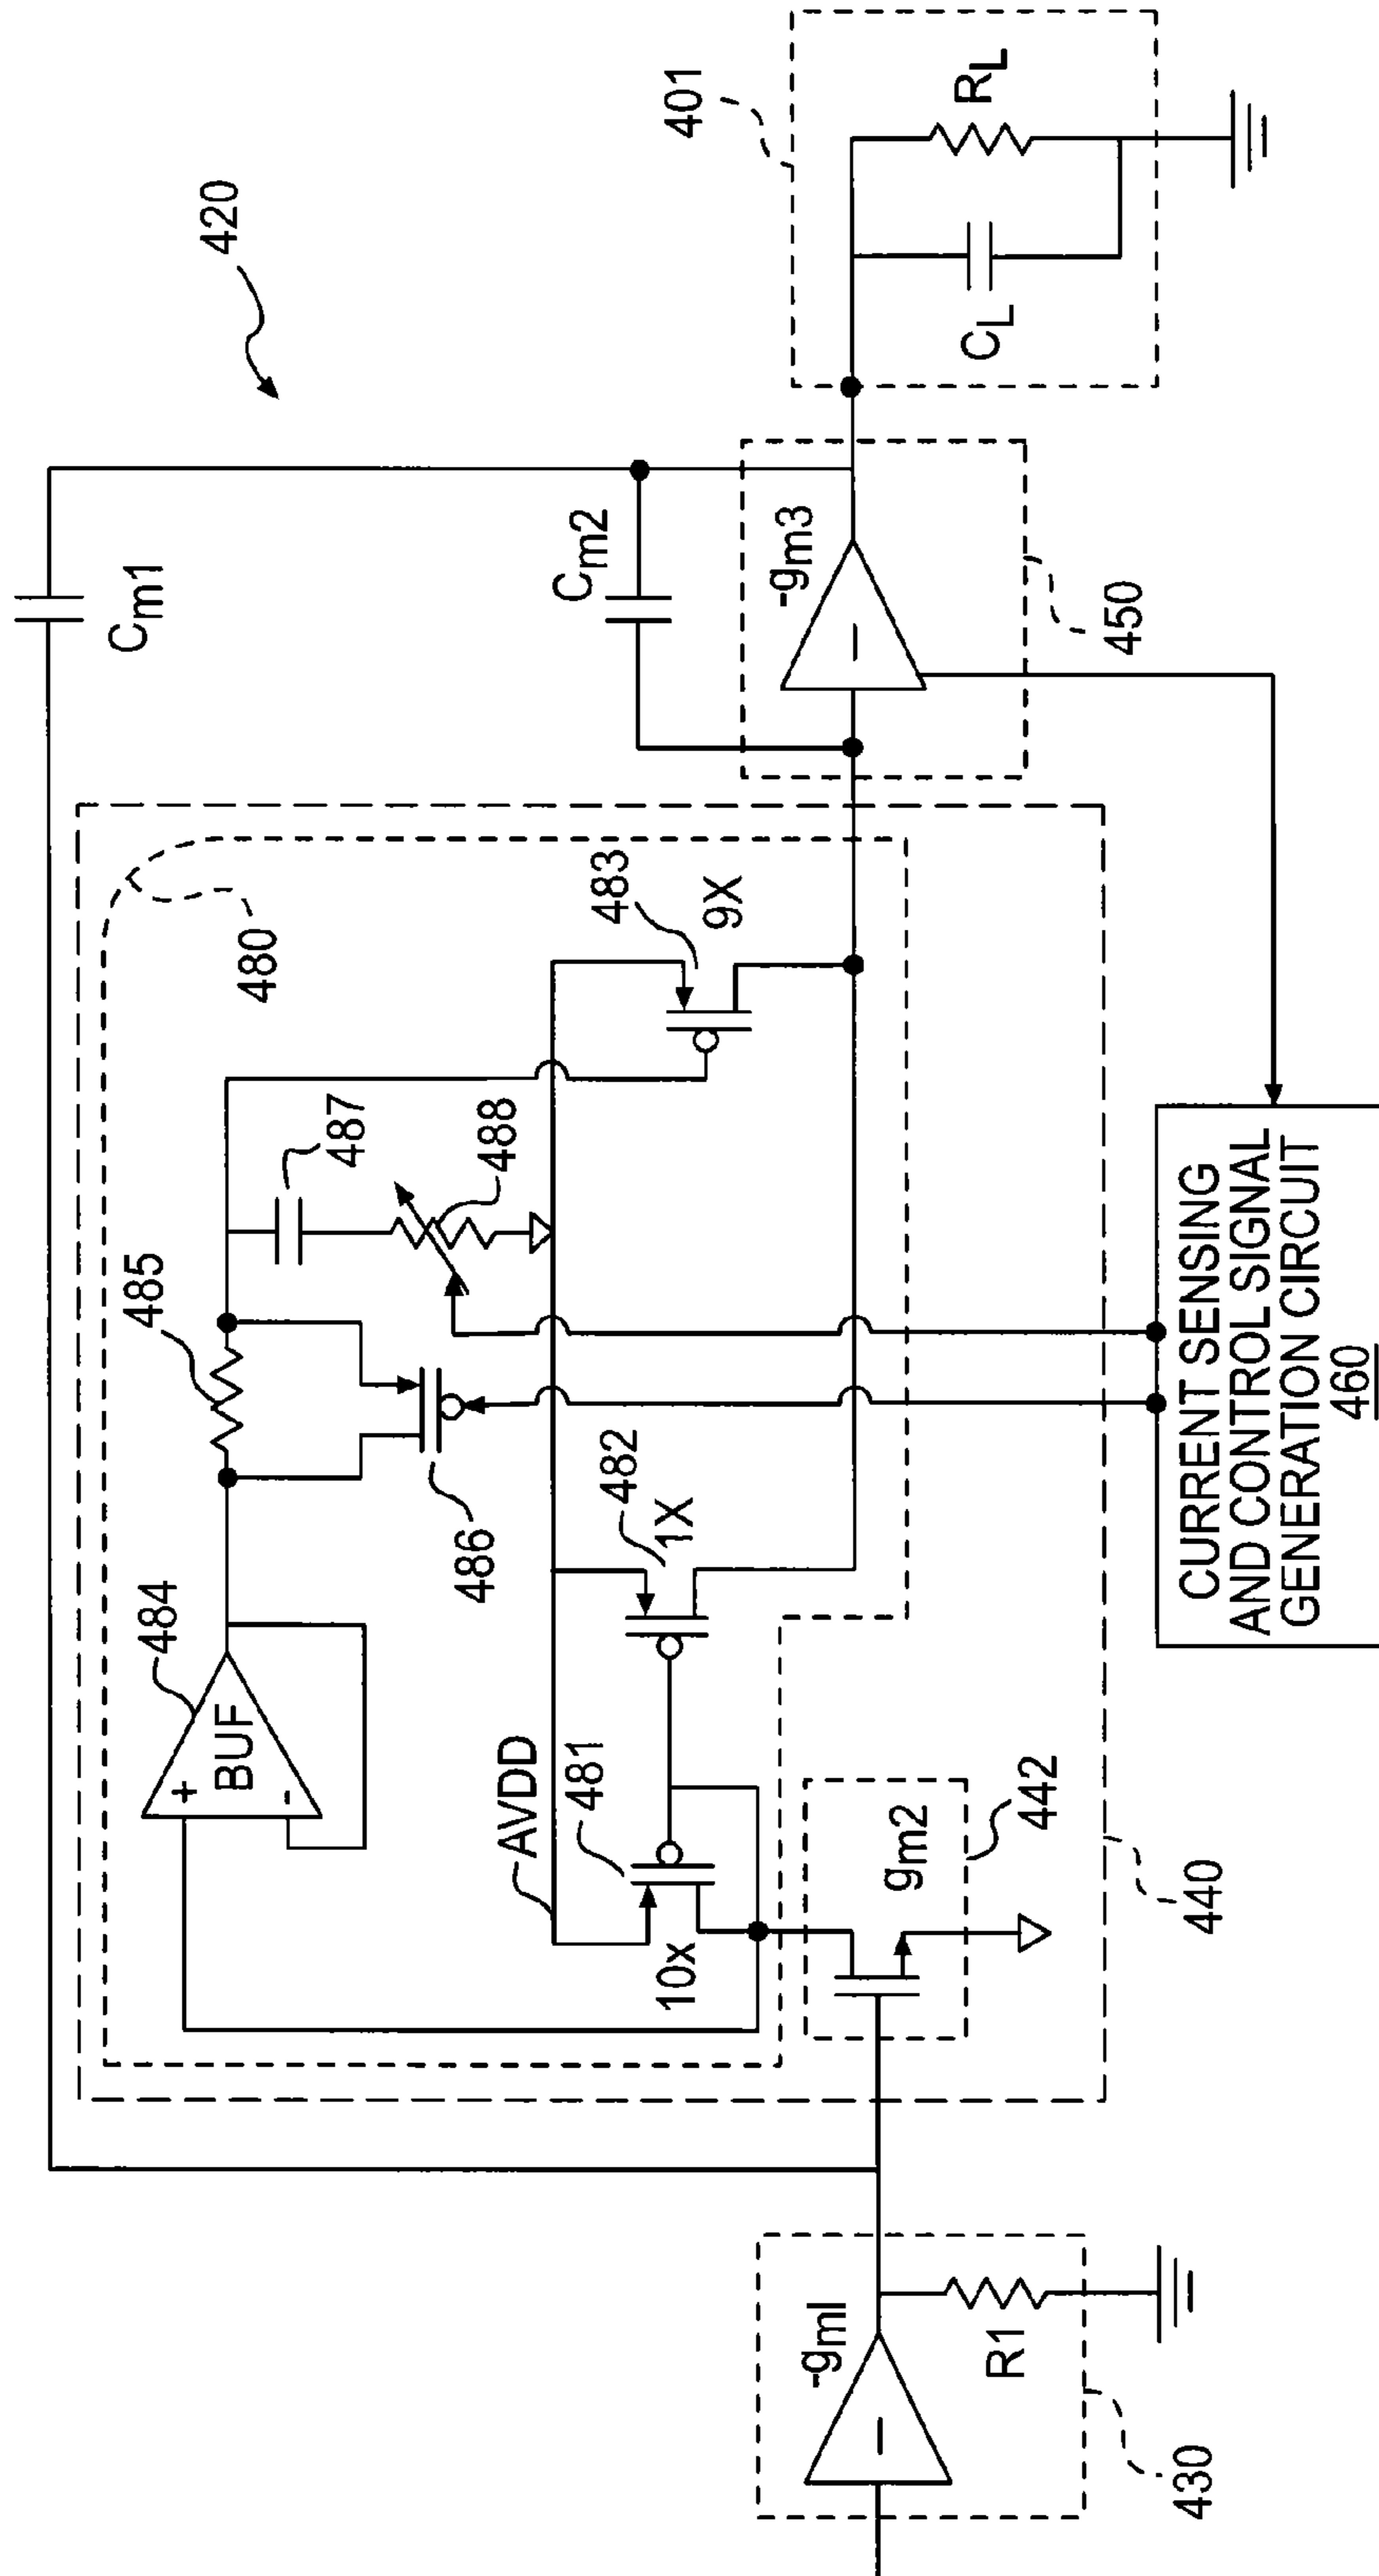 420
Cm1
Cm2
401
RL
CL
-gm3
450
480
484
+
BUF
-
485
486
487
488
483
9X
482
1X
AVDD
481
10x
gm2
442
440
-gml
R1
430
CURRENT SENSING
AND CONTROL SIGNAL
GENERATION CIRCUIT
460